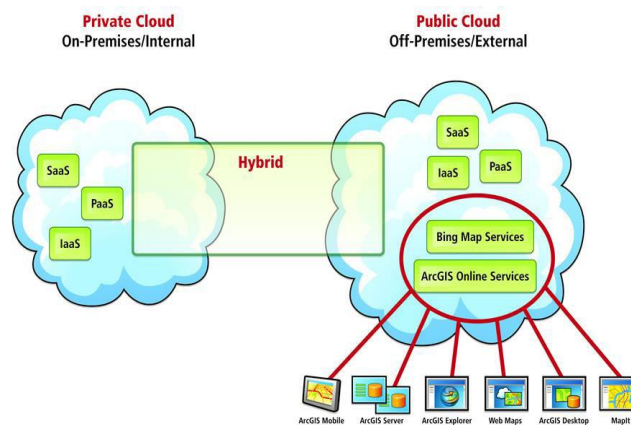 Private Cloud
On-Premises/Internal
Public Cloud
Off-Premises/External
SaaS
PaaS
IaaS
Hybrid
SaaS
IaaS
PaaS
Bing Map Services
ArcGIS Online Services
ArcGIS Mobile
ArcGIS Server
ArcGIS Explorer
Web Maps
ArcGIS Desktop
MapIt